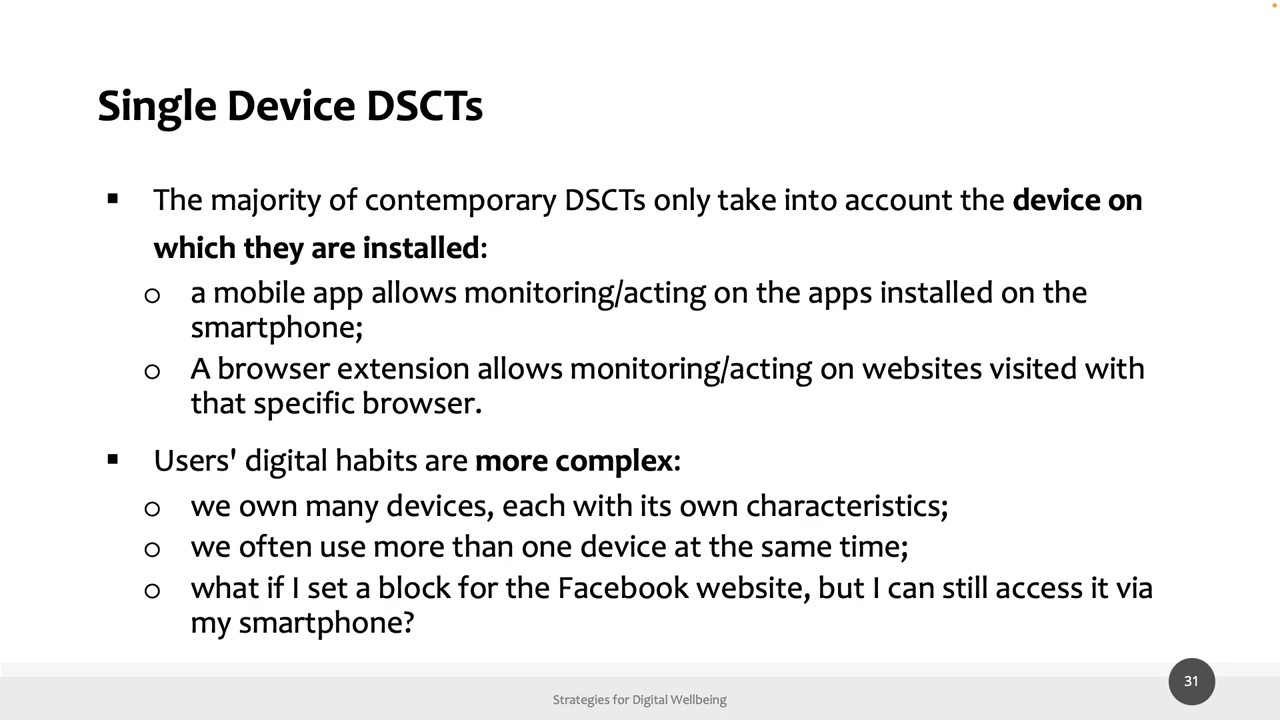 Single Device DSCTs
▪ The majority of contemporary DSCTs only take into account the device on
which they are installed:
o a mobile app allows monitoring/acting on the apps installed on the
smartphone;
o A browser extension allows monitoring/acting on websites visited with
that specific browser.
▪ Users' digital habits are more complex:
o we own many devices, each with its own characteristics;
o we often use more than one device at the same time;
o what if I set a block for the Facebook website, but I can still access it via
my smartphone?
Strategies for Digital Wellbeing
31